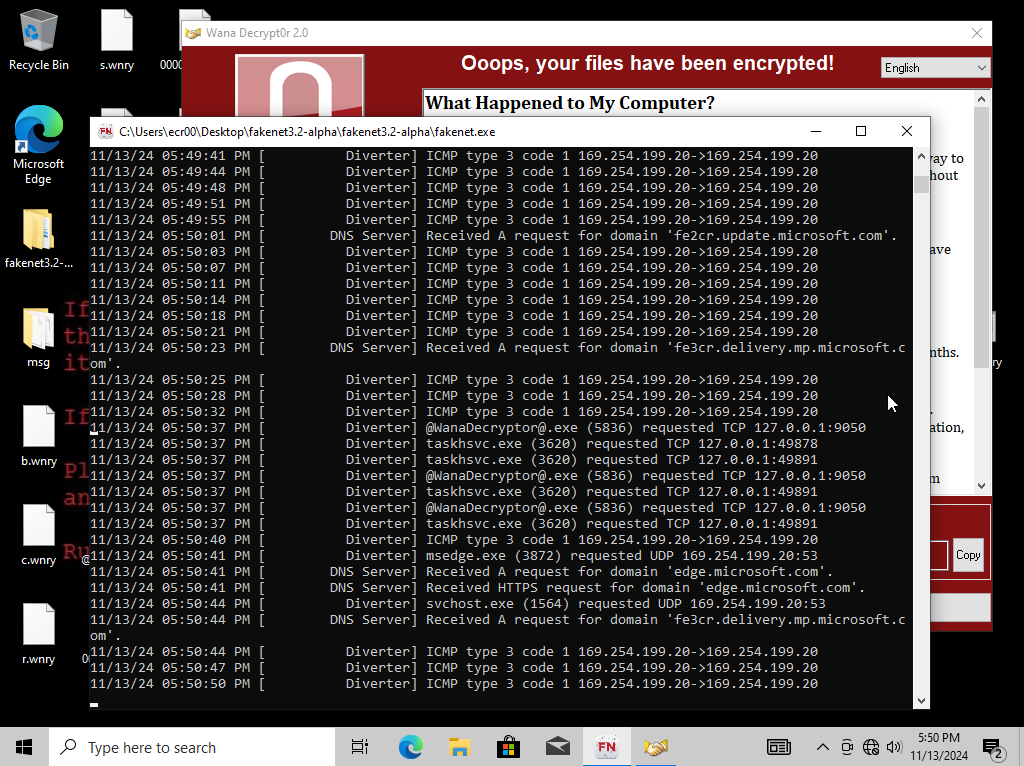 Recycle Bin
s.wnry
0000
Microsoft
Edge
fakenet3.2-...
msg
b.wnry
c.wnry
r.wnry
If
th
it
If
Pl
an
Ru
@
00
ry
Wana Decrypt0r 2.0
Ooops, your files have been encrypted!
English
What Happened to My Computer?
way to
hout
ave
nths.
ation,
m
Copy
FN C:\Users\ecr00\Desktop\fakenet3.2-alpha\fakenet3.2-alpha\fakenet.exe
11/13/24 05:49:41 PM [ Diverter] ICMP type 3 code 1 169.254.199.20->169.254.199.20
11/13/24 05:49:44 PM [ Diverter] ICMP type 3 code 1 169.254.199.20->169.254.199.20
11/13/24 05:49:48 PM [ Diverter] ICMP type 3 code 1 169.254.199.20->169.254.199.20
11/13/24 05:49:51 PM [ Diverter] ICMP type 3 code 1 169.254.199.20->169.254.199.20
11/13/24 05:49:55 PM [ Diverter] ICMP type 3 code 1 169.254.199.20->169.254.199.20
11/13/24 05:50:01 PM [ DNS Server] Received A request for domain 'fe2cr.update.microsoft.com'.
11/13/24 05:50:03 PM [ Diverter] ICMP type 3 code 1 169.254.199.20->169.254.199.20
11/13/24 05:50:07 PM [ Diverter] ICMP type 3 code 1 169.254.199.20->169.254.199.20
11/13/24 05:50:11 PM [ Diverter] ICMP type 3 code 1 169.254.199.20->169.254.199.20
11/13/24 05:50:14 PM [ Diverter] ICMP type 3 code 1 169.254.199.20->169.254.199.20
11/13/24 05:50:18 PM [ Diverter] ICMP type 3 code 1 169.254.199.20->169.254.199.20
11/13/24 05:50:21 PM [ Diverter] ICMP type 3 code 1 169.254.199.20->169.254.199.20
11/13/24 05:50:23 PM [ DNS Server] Received A request for domain 'fe3cr.delivery.mp.microsoft.c
om'.
11/13/24 05:50:25 PM [ Diverter] ICMP type 3 code 1 169.254.199.20->169.254.199.20
11/13/24 05:50:28 PM [ Diverter] ICMP type 3 code 1 169.254.199.20->169.254.199.20
11/13/24 05:50:32 PM [ Diverter] ICMP type 3 code 1 169.254.199.20->169.254.199.20
11/13/24 05:50:37 PM [ Diverter] @WanaDecryptor@.exe (5836) requested TCP 127.0.0.1:9050
11/13/24 05:50:37 PM [ Diverter] taskhsvc.exe (3620) requested TCP 127.0.0.1:49878
11/13/24 05:50:37 PM [ Diverter] taskhsvc.exe (3620) requested TCP 127.0.0.1:49891
11/13/24 05:50:37 PM [ Diverter] @WanaDecryptor@.exe (5836) requested TCP 127.0.0.1:9050
11/13/24 05:50:37 PM [ Diverter] taskhsvc.exe (3620) requested TCP 127.0.0.1:49891
11/13/24 05:50:37 PM [ Diverter] @WanaDecryptor@.exe (5836) requested TCP 127.0.0.1:9050
11/13/24 05:50:37 PM [ Diverter] taskhsvc.exe (3620) requested TCP 127.0.0.1:49891
11/13/24 05:50:40 PM [ Diverter] ICMP type 3 code 1 169.254.199.20->169.254.199.20
11/13/24 05:50:41 PM [ Diverter] msedge.exe (3872) requested UDP 169.254.199.20:53
11/13/24 05:50:41 PM [ DNS Server] Received A request for domain 'edge.microsoft.com'.
11/13/24 05:50:41 PM [ DNS Server] Received HTTPS request for domain 'edge.microsoft.com'.
11/13/24 05:50:44 PM [ Diverter] svchost.exe (1564) requested UDP 169.254.199.20:53
11/13/24 05:50:44 PM [ DNS Server] Received A request for domain 'fe3cr.delivery.mp.microsoft.c
om'.
11/13/24 05:50:44 PM [ Diverter] ICMP type 3 code 1 169.254.199.20->169.254.199.20
11/13/24 05:50:47 PM [ Diverter] ICMP type 3 code 1 169.254.199.20->169.254.199.20
11/13/24 05:50:50 PM [ Diverter] ICMP type 3 code 1 169.254.199.20->169.254.199.20
Type here to search
FN
5:50 PM
11/13/2024
2